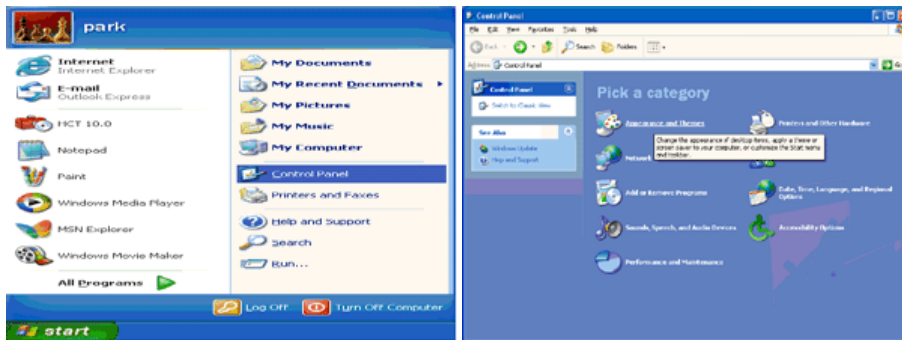 park
Internet
Internet Explorer
E-mail
Outlook Express
HCT 10.0
Notepad
Paint
Windows Media Player
MSN Explorer
Windows Movie Maker
All Programs
My Documents
My Recent Documents
My Pictures
My Music
My Computer
Control Panel
Printers and Faxes
Help and Support
Search
Run...
Log Off
Turn Off Computer
start
Control Panel
File Edit View Favorites Tools Help
Back
Search
Folders
Address
Control Panel
Go
Control Panel
Switch to Classic View
See Also
Windows Update
Help and Support
Pick a category
Appearance and Themes
Printers and Other Hardware
Change the appearance of desktop items, apply a theme or
screen saver to your computer, or customize the Start menu
and taskbar.
Network
Add or Remove Programs
Date, Time, Language, and Regional
Options
Sounds, Speech, and Audio Devices
Accessibility Options
Performance and Maintenance